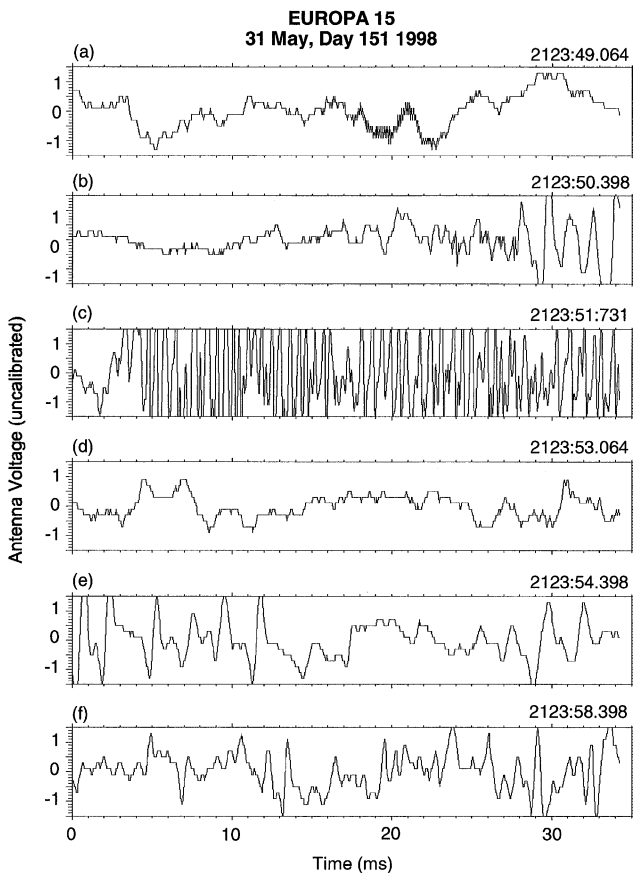 EUROPA 15
31 May, Day 151 1998
(a) 2123:49.064
1
0
-1
(b) 2123:50.398
1
0
-1
(c) 2123:51:731
1
0
-1
(d) 2123:53.064
1
0
-1
(e) 2123:54.398
1
0
-1
(f) 2123:58.398
1
0
-1
0 10 20 30
Time (ms)
Antenna Voltage (uncalibrated)